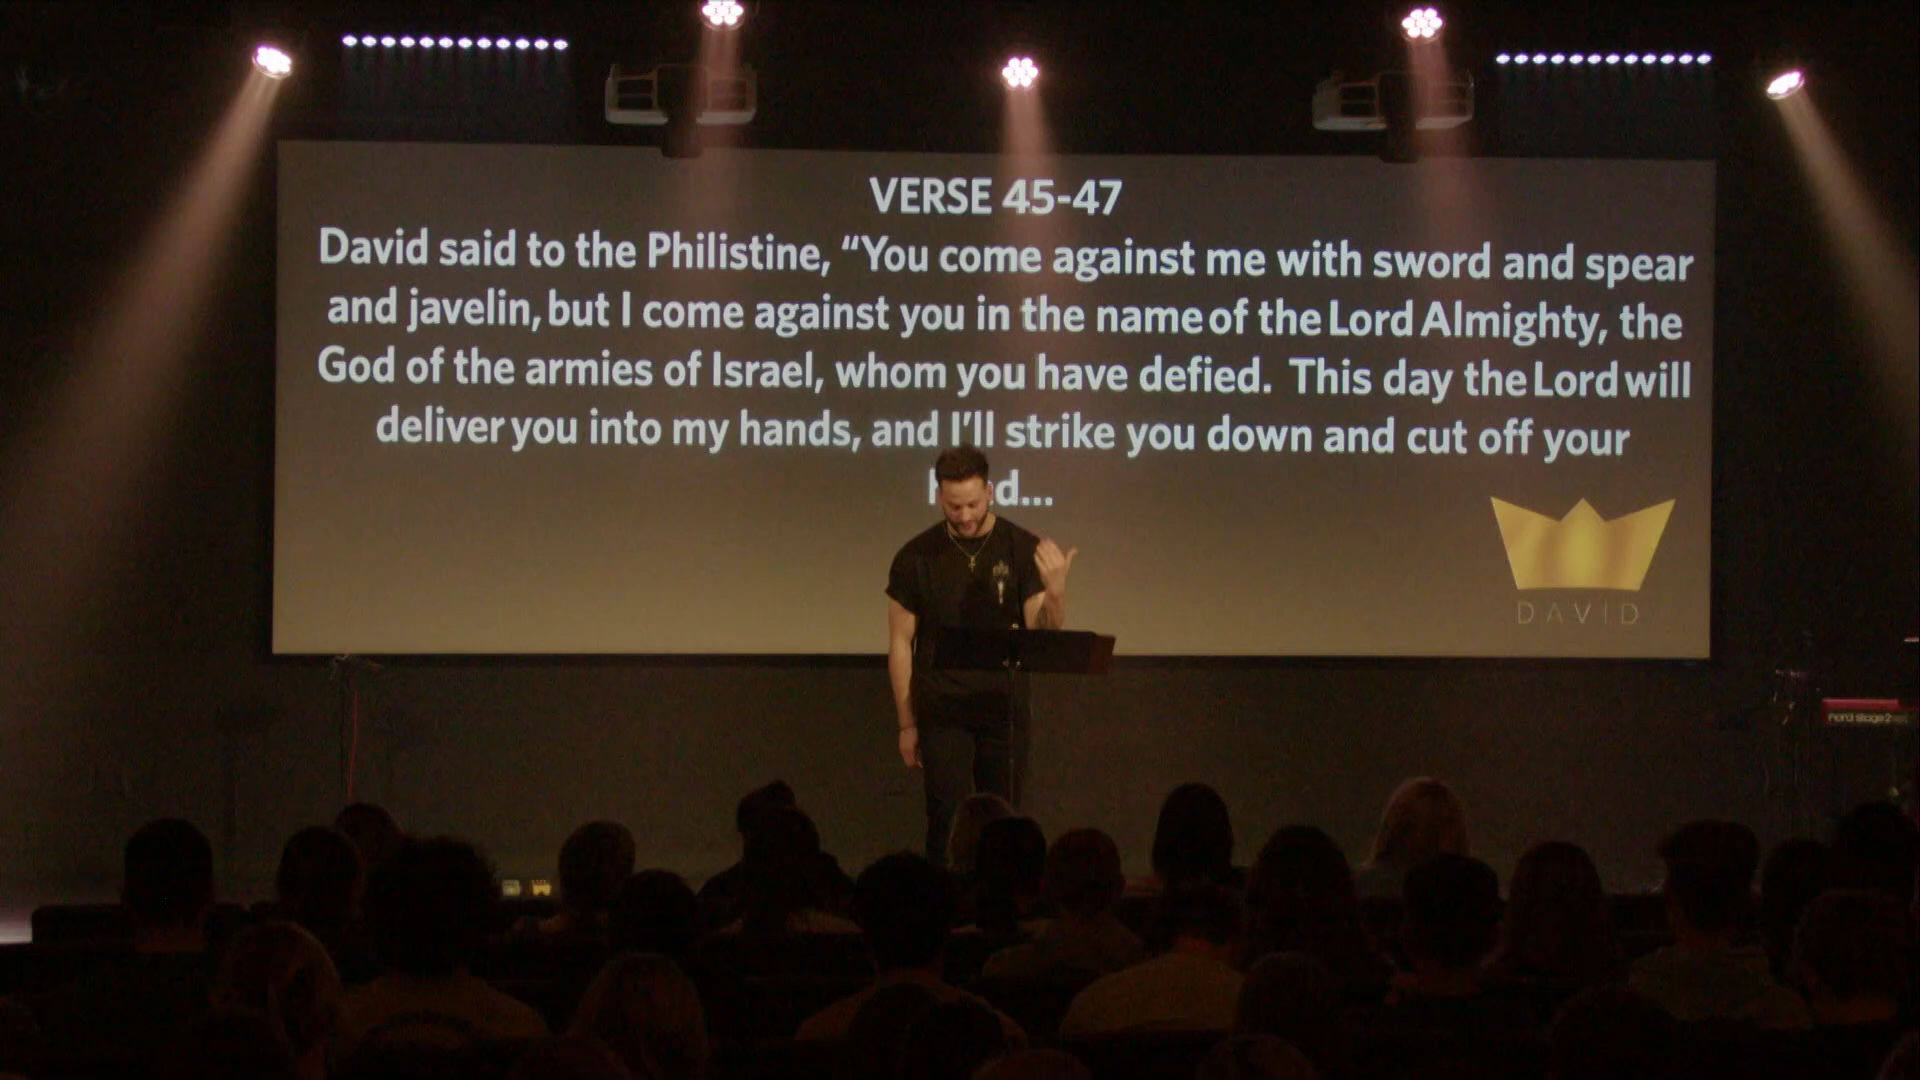 VERSE 45-47
David said to the Philistine, “You come against me with sword and spear
and javelin, but I come against you in the name of the Lord Almighty, the
God of the armies of Israel, whom you have defied. This day the Lord will
deliver you into my hands, and I’ll strike you down and cut off your
DAVID
nord stage 2